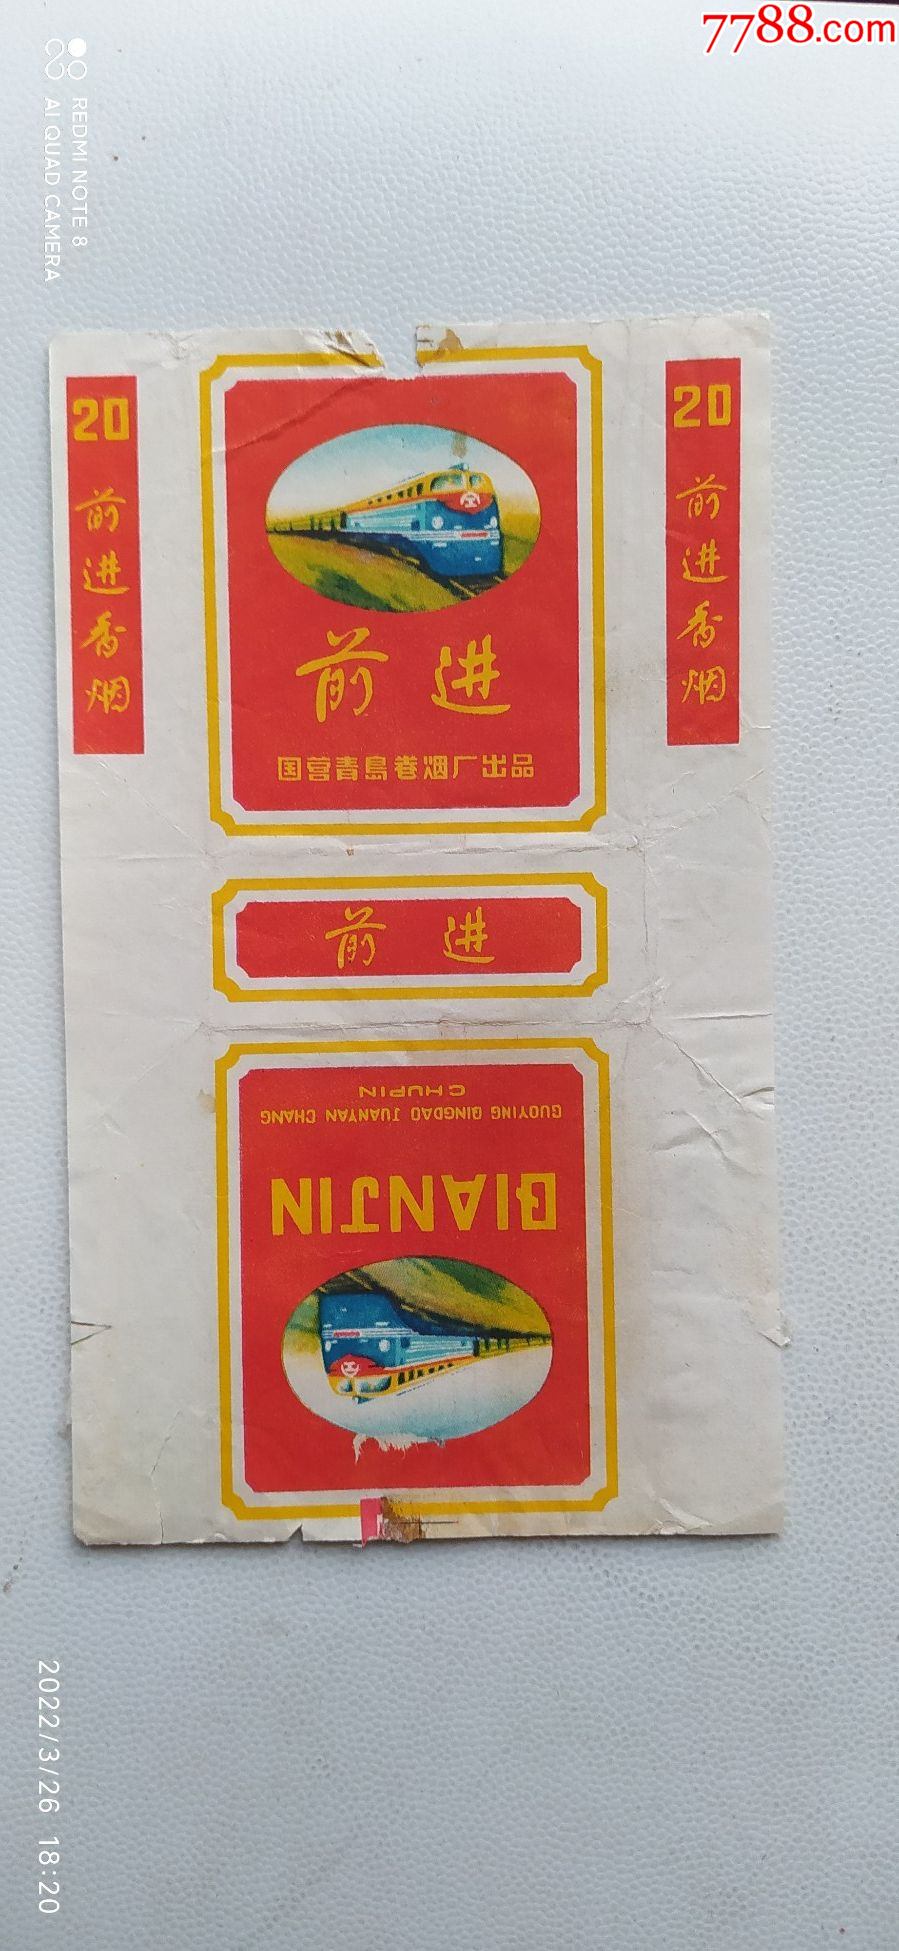 7788.com
REDMI NOTE 8
AI QUAD CAMERA
20
前进香烟
前进
国营青島卷烟厂出品
20
前进香烟
前进
QIANJIN
GUOYING QINGDAO JUANYAN CHANG
CHUPIN
2022/3/26 18:20